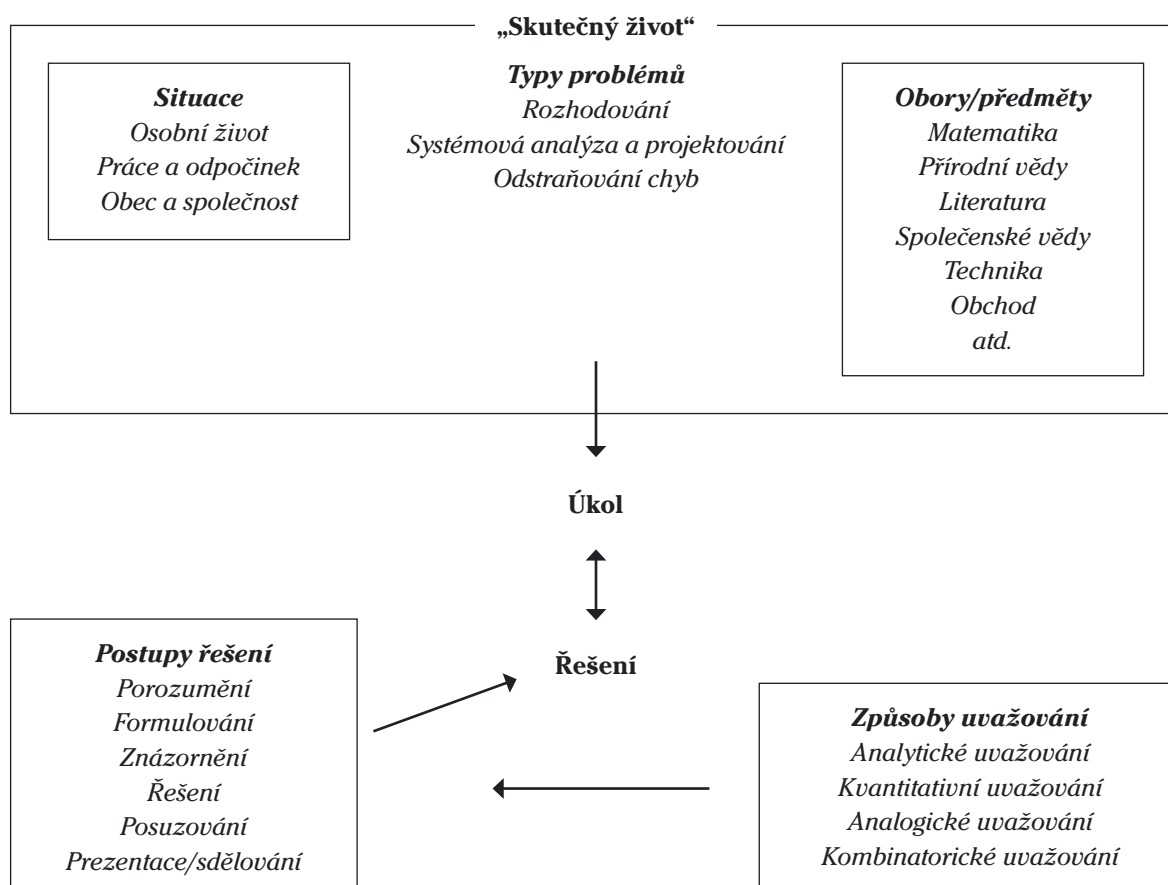 „Skutečný život“
Situace
Osobní život
Práce a odpočinek
Obec a společnost
Typy problémů
Rozhodování
Systémová analýza a projektování
Odstraňování chyb
Obory/předměty
Matematika
Přírodní vědy
Literatura
Společenské vědy
Technika
Obchod
atd.
Úkol
Řešení
Postupy řešení
Porozumění
Formulování
Znázornění
Řešení
Posuzování
Prezentace/sdělování
Způsoby uvažování
Analytické uvažování
Kvantitativní uvažování
Analogické uvažování
Kombinatorické uvažování